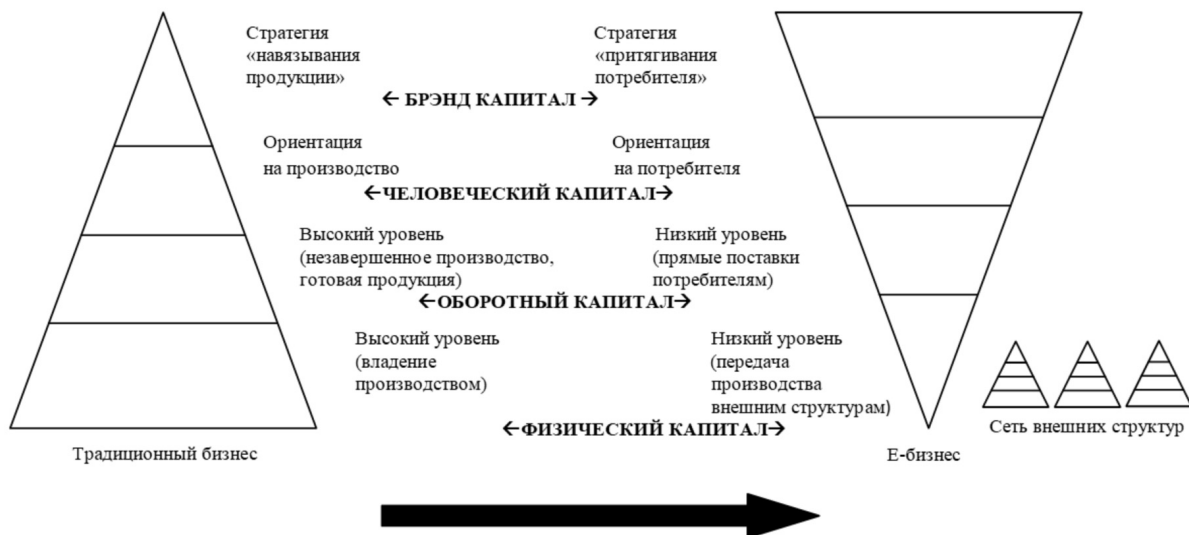 Стратегия
«навязывания
продукции»
Стратегия
«притягивания
потребителя»
← БРЭНД КАПИТАЛ →
Ориентация
на производство
Ориентация
на потребителя
←ЧЕЛОВЕЧЕСКИЙ КАПИТАЛ→
Высокий уровень
(незавершенное производство,
готовая продукция)
Низкий уровень
(прямые поставки
потребителям)
←ОБОРОТНЫЙ КАПИТАЛ→
Высокий уровень
(владение
производством)
Низкий уровень
(передача
производства
внешним структурам)
←ФИЗИЧЕСКИЙ КАПИТАЛ→
Традиционный бизнес
Е-бизнес
Сеть внешних структур